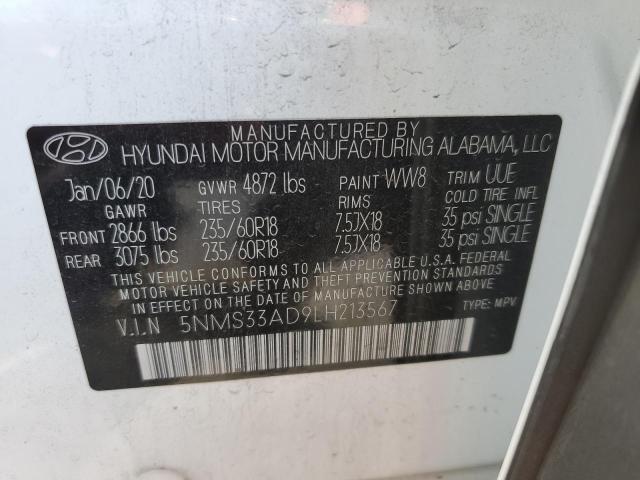 MANUFACTURED BY
HYUNDAI MOTOR MANUFACTURING ALABAMA, LLC
Jan/06/20 GVWR 4872 lbs PAINT WW8 TRIM UUE
GAWR TIRES RIMS COLD TIRE INFL
FRONT 2866 lbs 235/60R18 7.5JX18 35 psi SINGLE
REAR 3075 lbs 235/60R18 7.5JX18 35 psi SINGLE
THIS VEHICLE CONFORMS TO ALL APPLICABLE U.S.A. FEDERAL
MOTOR VEHICLE SAFETY AND THEFT PREVENTION STANDARDS
IN EFFECT ON THE DATE OF MANUFACTURE SHOWN ABOVE.
V.I.N 5NMS33AD9LH213567 TYPE: MPV